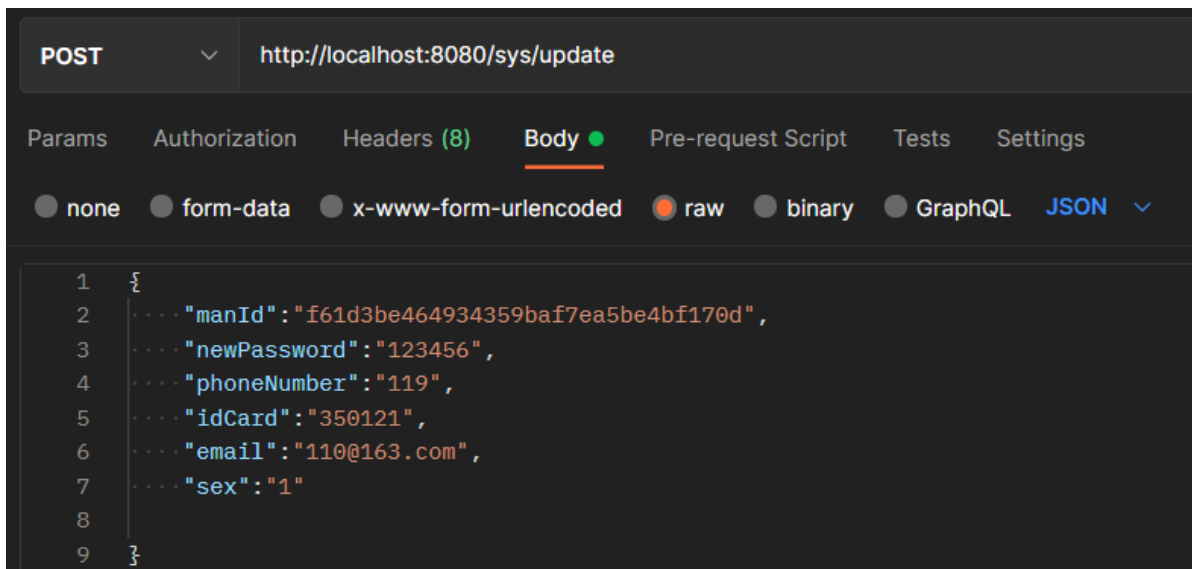 POST http://localhost:8080/sys/update
Params Authorization Headers (8) Body Pre-request Script Tests Settings
none form-data x-www-form-urlencoded raw binary GraphQL JSON
1 {
2 "manId":"f61d3be464934359baf7ea5be4bf170d",
3 "newPassword":"123456",
4 "phoneNumber":"119",
5 "idCard":"350121",
6 "email":"110@163.com",
7 "sex":"1"
8
9 }